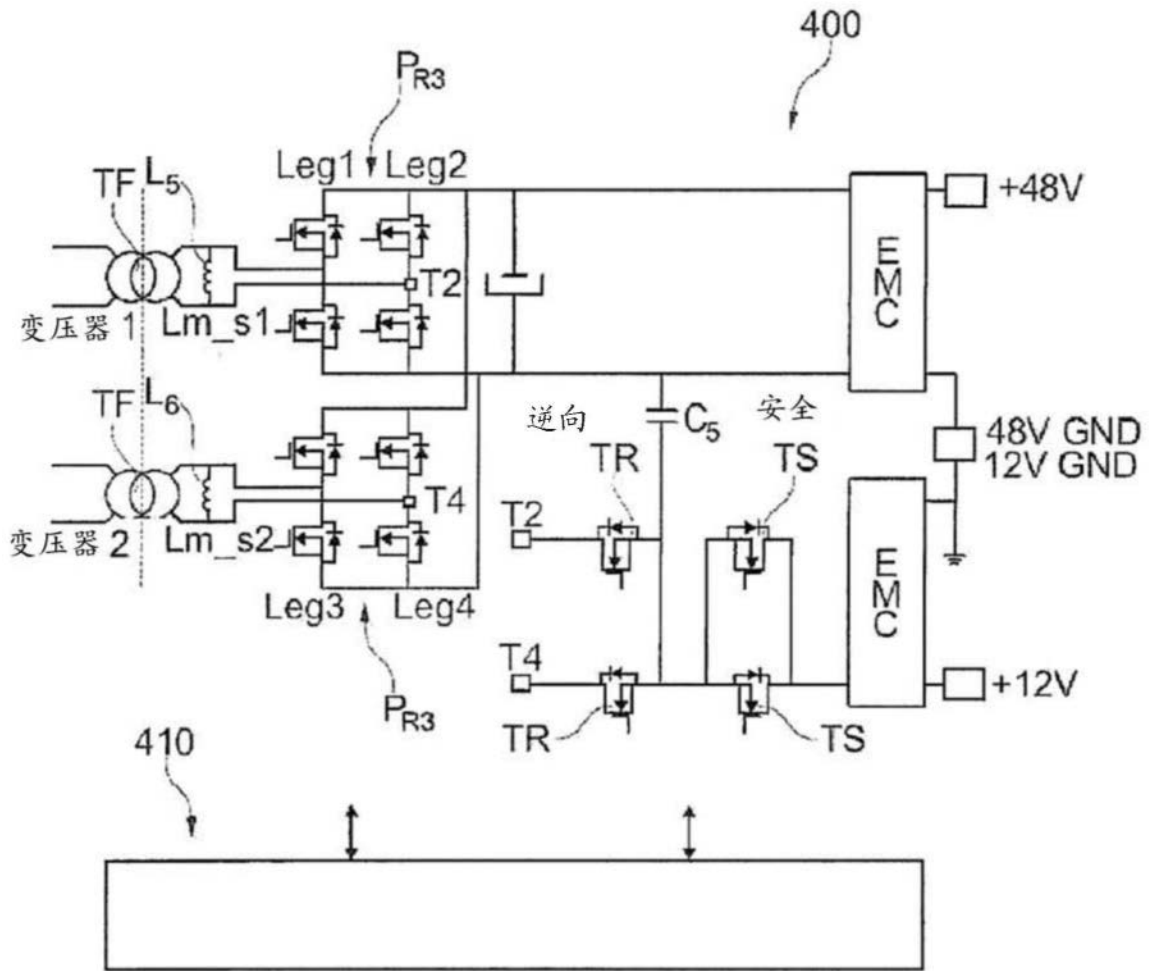 400
P_R3
Leg1 Leg2
TF L5
+48V
EMC
T2
变压器 1 Lm_s1
TF L6
逆向 C5 安全
48V GND
12V GND
TR TS
T4
T2
变压器 2 Lm_s2
EMC
Leg3 Leg4
T4
+12V
P_R3
TR TS
410